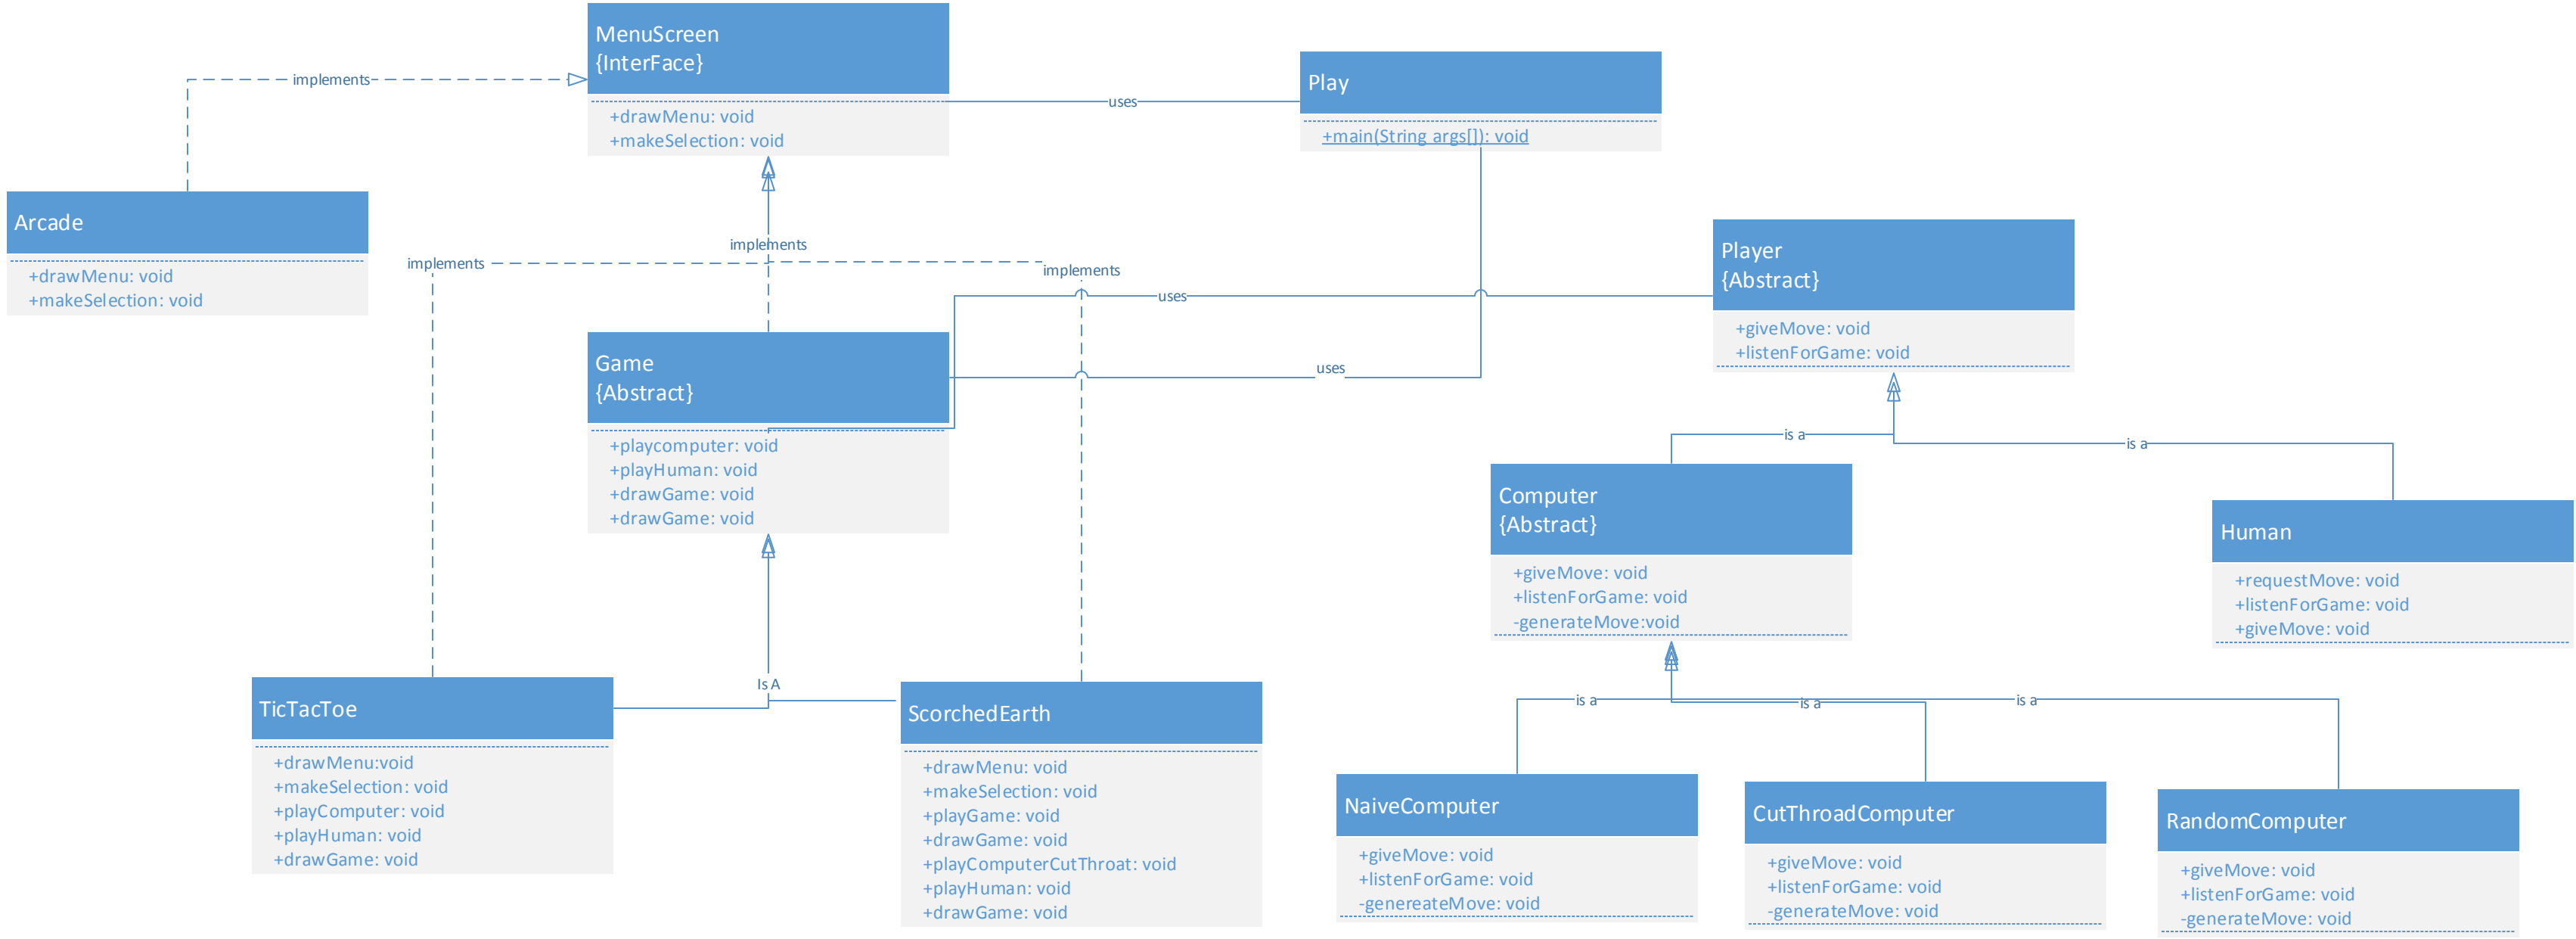 MenuScreen
{InterFace}
+drawMenu: void
+makeSelection: void
implements
uses
Play
+main(String args[]): void
Arcade
+drawMenu: void
+makeSelection: void
implements
implements
implements
uses
Player
{Abstract}
+giveMove: void
+listenForGame: void
Game
{Abstract}
+playcomputer: void
+playHuman: void
+drawGame: void
+drawGame: void
uses
is a
is a
Computer
{Abstract}
+giveMove: void
+listenForGame: void
-generateMove:void
Human
+requestMove: void
+listenForGame: void
+giveMove: void
Is A
TicTacToe
+drawMenu:void
+makeSelection: void
+playComputer: void
+playHuman: void
+drawGame: void
ScorchedEarth
+drawMenu: void
+makeSelection: void
+playGame: void
+drawGame: void
+playComputerCutThroat: void
+playHuman: void
+drawGame: void
is a
is a
is a
NaiveComputer
+giveMove: void
+listenForGame: void
-genereateMove: void
CutThroadComputer
+giveMove: void
+listenForGame: void
-generateMove: void
RandomComputer
+giveMove: void
+listenForGame: void
-generateMove: void